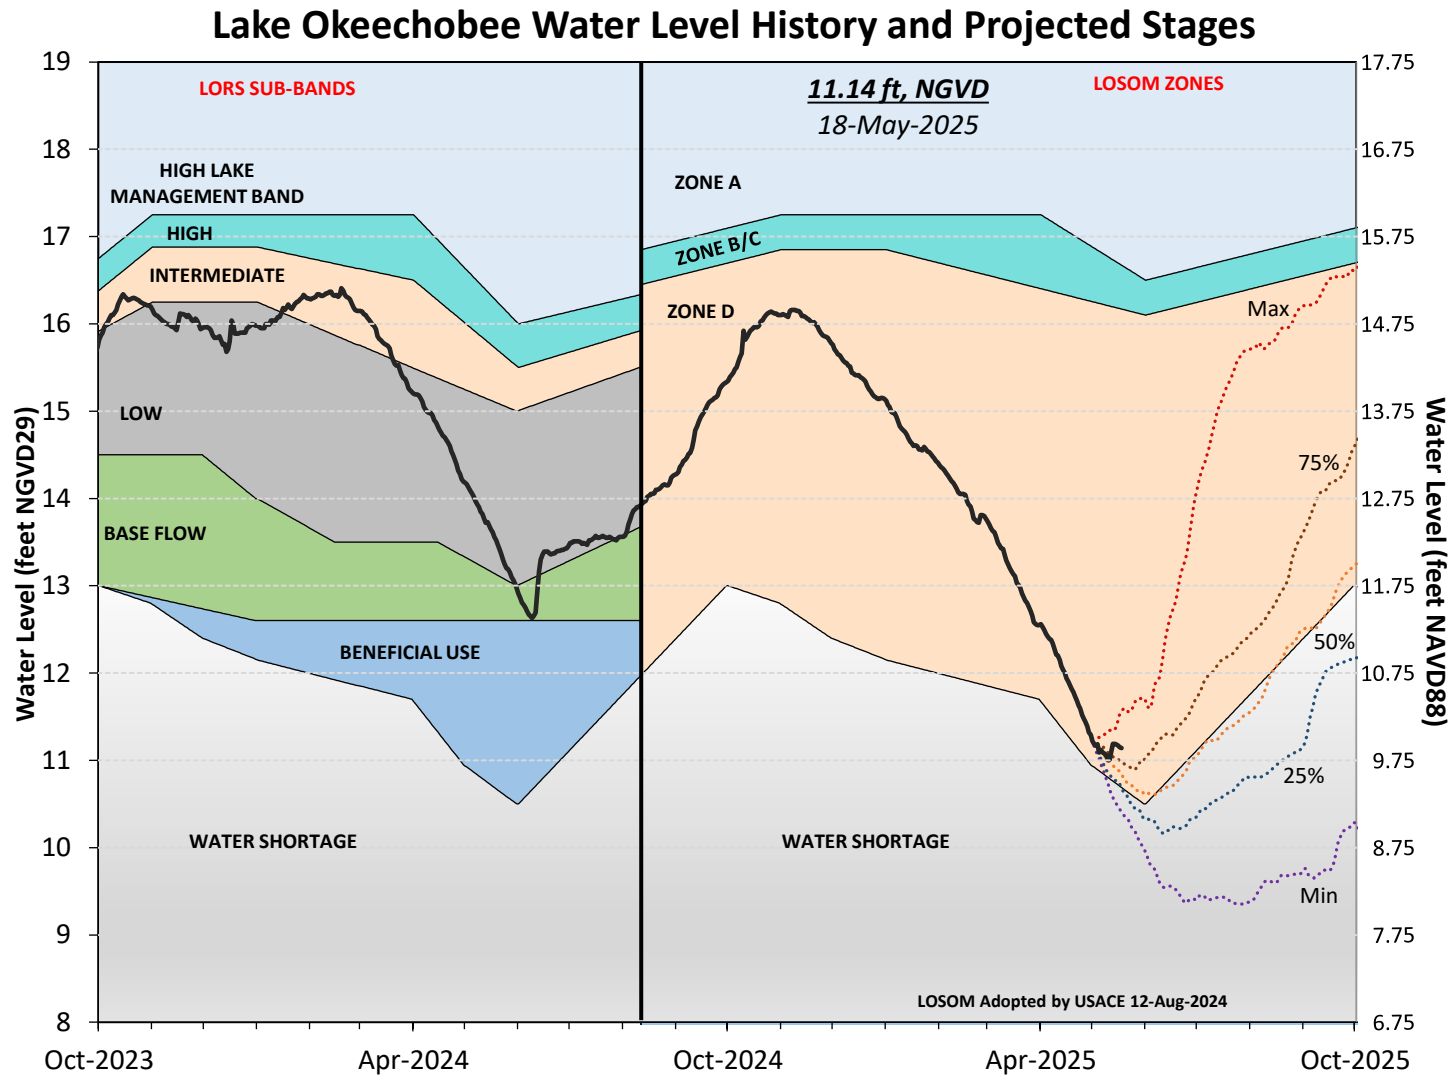 Lake Okeechobee Water Level History and Projected Stages
19
18
17
16
15
14
13
12
11
10
9
8
Water Level (feet NGVD29)
LORS SUB-BANDS
HIGH LAKE
MANAGEMENT BAND
HIGH
INTERMEDIATE
LOW
BASE FLOW
BENEFICIAL USE
WATER SHORTAGE
11.14 ft, NGVD
18-May-2025
LOSOM ZONES
ZONE A
ZONE B/C
ZONE D
WATER SHORTAGE
Max
75%
50%
25%
Min
LOSOM Adopted by USACE 12-Aug-2024
17.75
16.75
15.75
14.75
13.75
12.75
11.75
10.75
9.75
8.75
7.75
6.75
Water Level (feet NAVD88)
Oct-2023
Apr-2024
Oct-2024
Apr-2025
Oct-2025